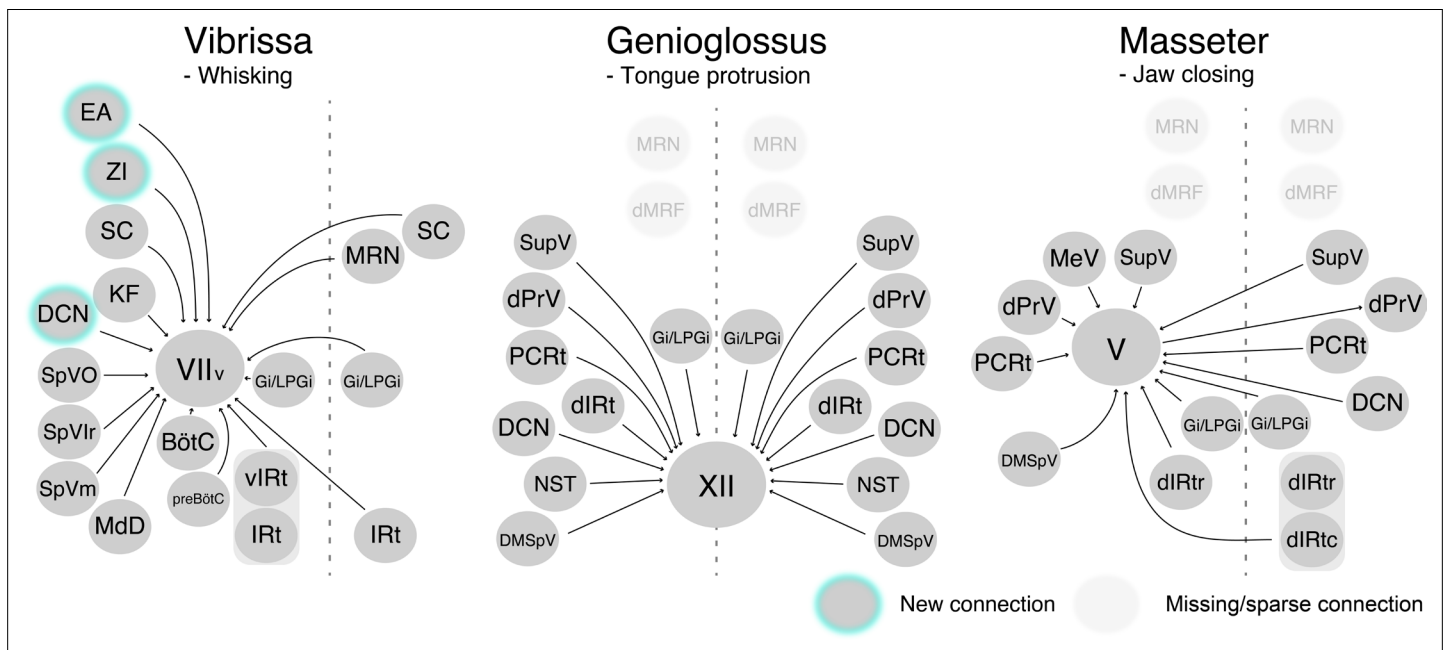 Vibrissa
- Whisking
EA
ZI
SC
KF
DCN
SpVO
SpVIr
SpVm
MdD
BötC
preBötC
vIRt
IRt
VIIv
Gi/LPGi
Gi/LPGi
SC
MRN
IRt
Genioglossus
- Tongue protrusion
MRN
MRN
dMRF
dMRF
SupV
SupV
dPrV
dPrV
Gi/LPGi
Gi/LPGi
PCRt
PCRt
dIRt
dIRt
DCN
DCN
NST
XII
NST
DMSpV
DMSpV
Masseter
- Jaw closing
MRN
MRN
dMRF
dMRF
MeV
SupV
SupV
dPrV
dPrV
V
PCRt
PCRt
DCN
Gi/LPGi
Gi/LPGi
DMSpV
dIRtr
dIRtr
dIRtc
New connection
Missing/sparse connection